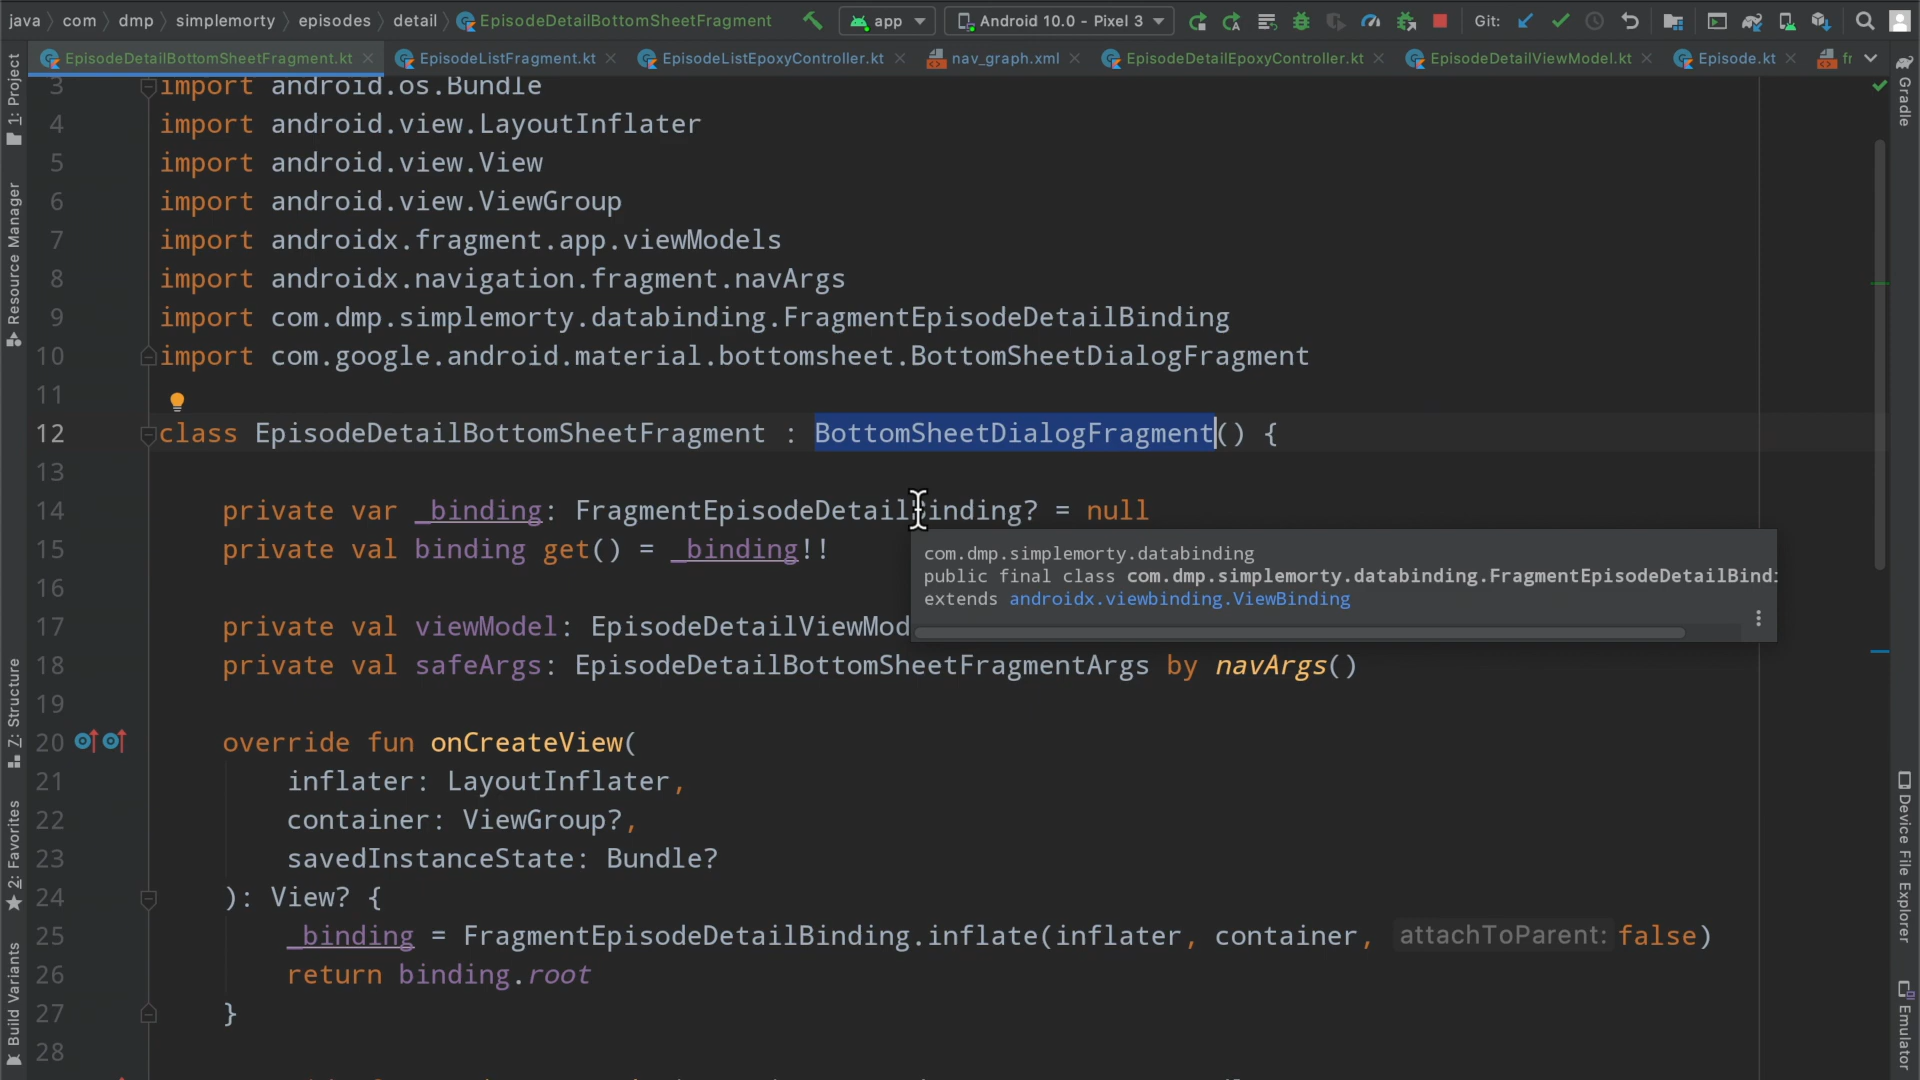 java com dmp simplemorty episodes detail EpisodeDetailBottomSheetFragment app Android 10.0 - Pixel 3 Git:
EpisodeDetailBottomSheetFragment.kt EpisodeListFragment.kt EpisodeListEpoxyController.kt nav_graph.xml EpisodeDetailEpoxyController.kt EpisodeDetailViewModel.kt Episode.kt fr
1: Project
Resource Manager
Z: Structure
2: Favorites
Build Variants
3 import android.os.Bundle
4 import android.view.LayoutInflater
5 import android.view.View
6 import android.view.ViewGroup
7 import androidx.fragment.app.viewModels
8 import androidx.navigation.fragment.navArgs
9 import com.dmp.simplemorty.databinding.FragmentEpisodeDetailBinding
10 import com.google.android.material.bottomsheet.BottomSheetDialogFragment
11
12 class EpisodeDetailBottomSheetFragment : BottomSheetDialogFragment() {
13
14 private var _binding: FragmentEpisodeDetailBinding? = null
15 private val binding get() = _binding!!
com.dmp.simplemorty.databinding
public final class com.dmp.simplemorty.databinding.FragmentEpisodeDetailBindi
extends androidx.viewbinding.ViewBinding
16
17 private val viewModel: EpisodeDetailViewMod
18 private val safeArgs: EpisodeDetailBottomSheetFragmentArgs by navArgs()
19
20 override fun onCreateView(
21 inflater: LayoutInflater,
22 container: ViewGroup?,
23 savedInstanceState: Bundle?
24 ): View? {
25 _binding = FragmentEpisodeDetailBinding.inflate(inflater, container, attachToParent: false)
26 return binding.root
27 }
28
Gradle
Device File Explorer
Emulator